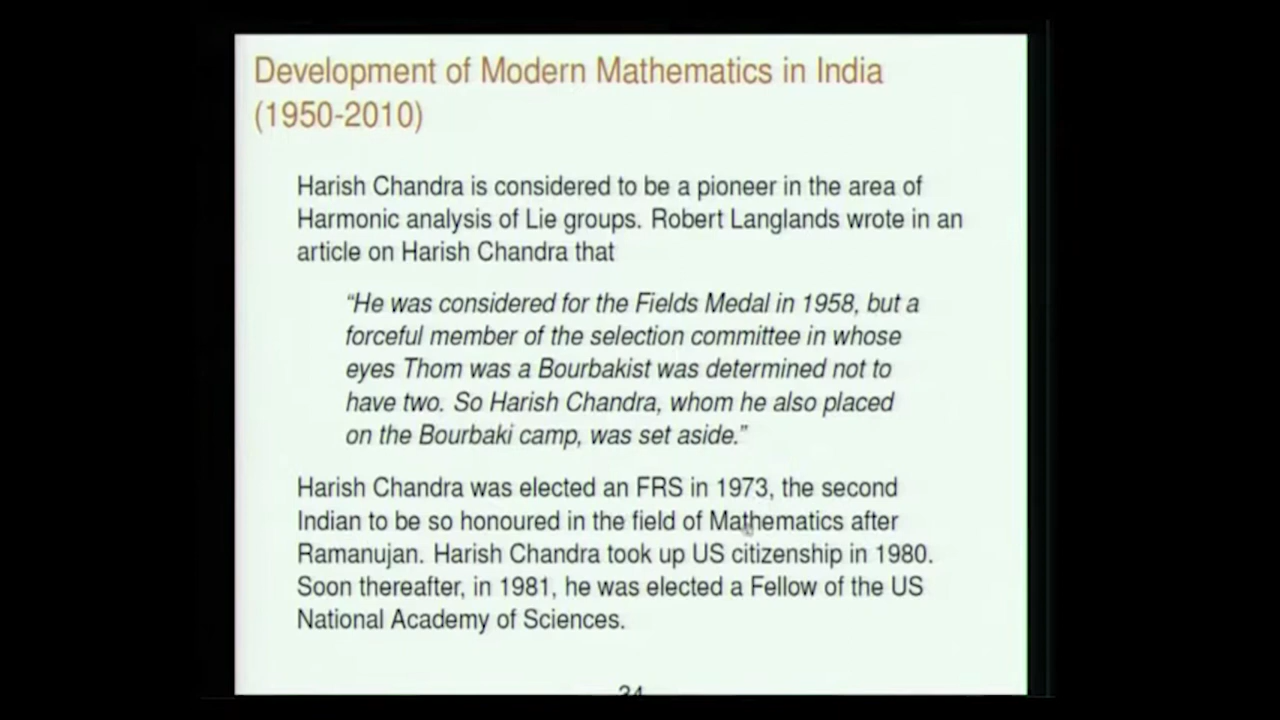 Development of Modern Mathematics in India
(1950-2010)
Harish Chandra is considered to be a pioneer in the area of
Harmonic analysis of Lie groups. Robert Langlands wrote in an
article on Harish Chandra that
“He was considered for the Fields Medal in 1958, but a
forceful member of the selection committee in whose
eyes Thom was a Bourbakist was determined not to
have two. So Harish Chandra, whom he also placed
on the Bourbaki camp, was set aside.”
Harish Chandra was elected an FRS in 1973, the second
Indian to be so honoured in the field of Mathematics after
Ramanujan. Harish Chandra took up US citizenship in 1980.
Soon thereafter, in 1981, he was elected a Fellow of the US
National Academy of Sciences.
34